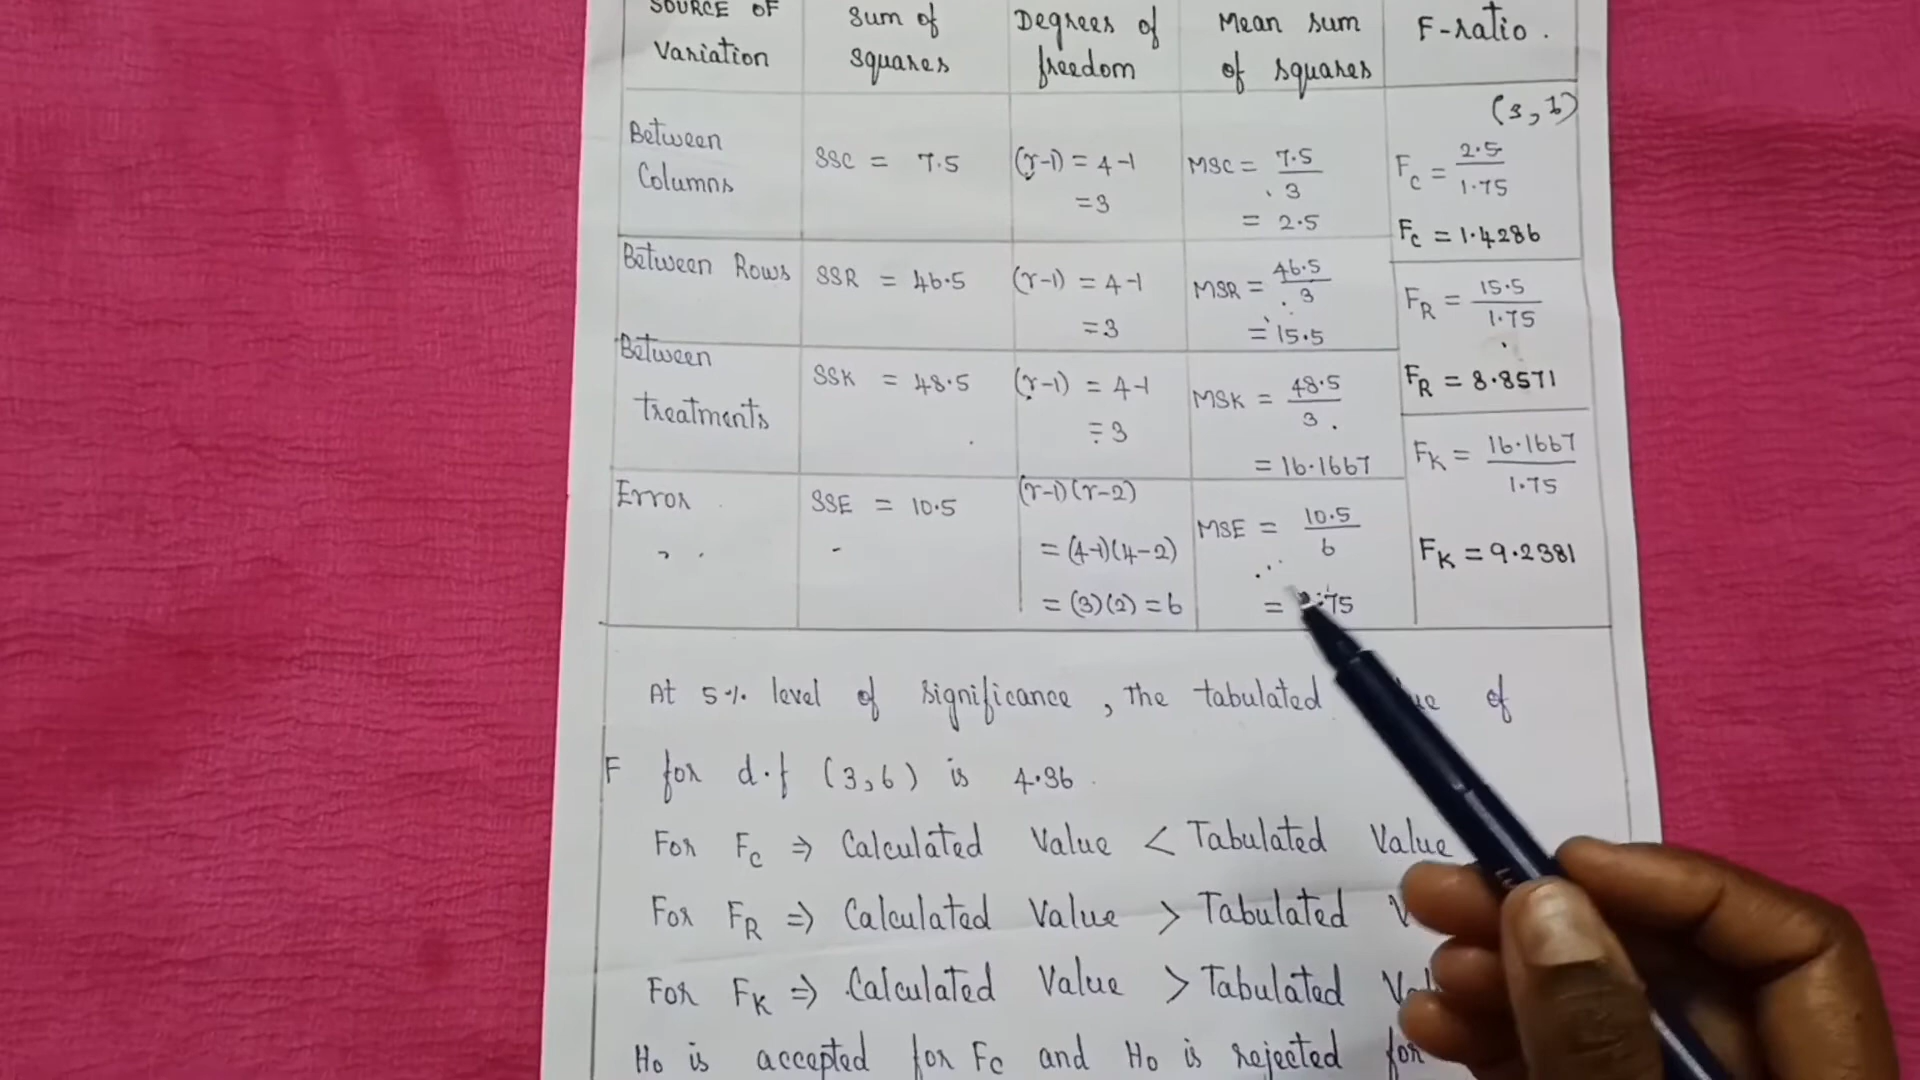 SOURCE OF Variation
Sum of squares
Degrees of freedom
Mean sum of squares
F-ratio.
Between Columns
SSC = 7.5
(r-1) = 4-1
=3
MSC = 7.5/3
= 2.5
(3,6)
Fc = 2.5/1.75
Fc = 1.4286
Between Rows
SSR = 46.5
(r-1) = 4-1
=3
MSR = 46.5/3
= 15.5
FR = 15.5/1.75
FR = 8.8571
Between treatments
SSK = 48.5
(r-1) = 4-1
=3
MSK = 48.5/3
= 16.1667
FK = 16.1667/1.75
FK = 9.2381
Error
SSE = 10.5
(r-1)(r-2)
= (4-1)(4-2)
= (3)(2) = 6
MSE = 10.5/6
= .75
At 5% level of significance, The tabulated of
F for d.f (3,6) is 4.36
For Fc ⇒ Calculated Value < Tabulated Value
For FR ⇒ Calculated Value > Tabulated
For FK ⇒ Calculated Value > Tabulated
Ho is accepted for Fc and Ho is rejected for